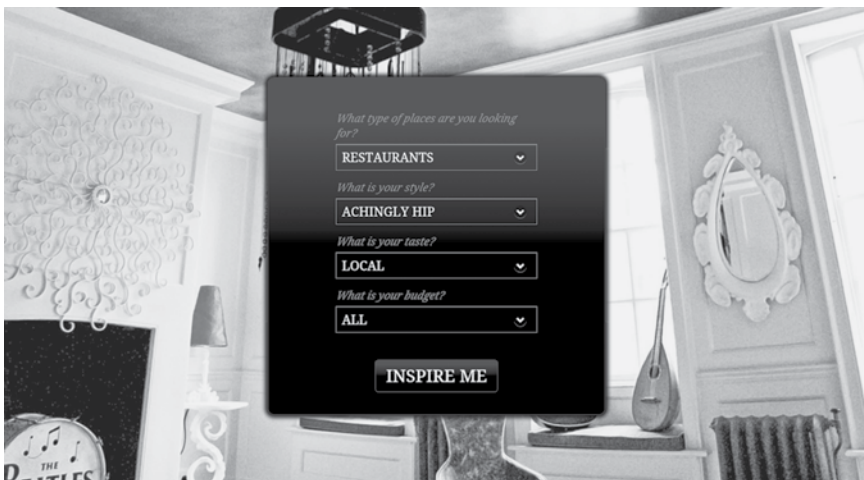 What type of places are you looking
for?
RESTAURANTS
What is your style?
ACHINGLY HIP
What is your taste?
LOCAL
What is your budget?
ALL
INSPIRE ME
THE